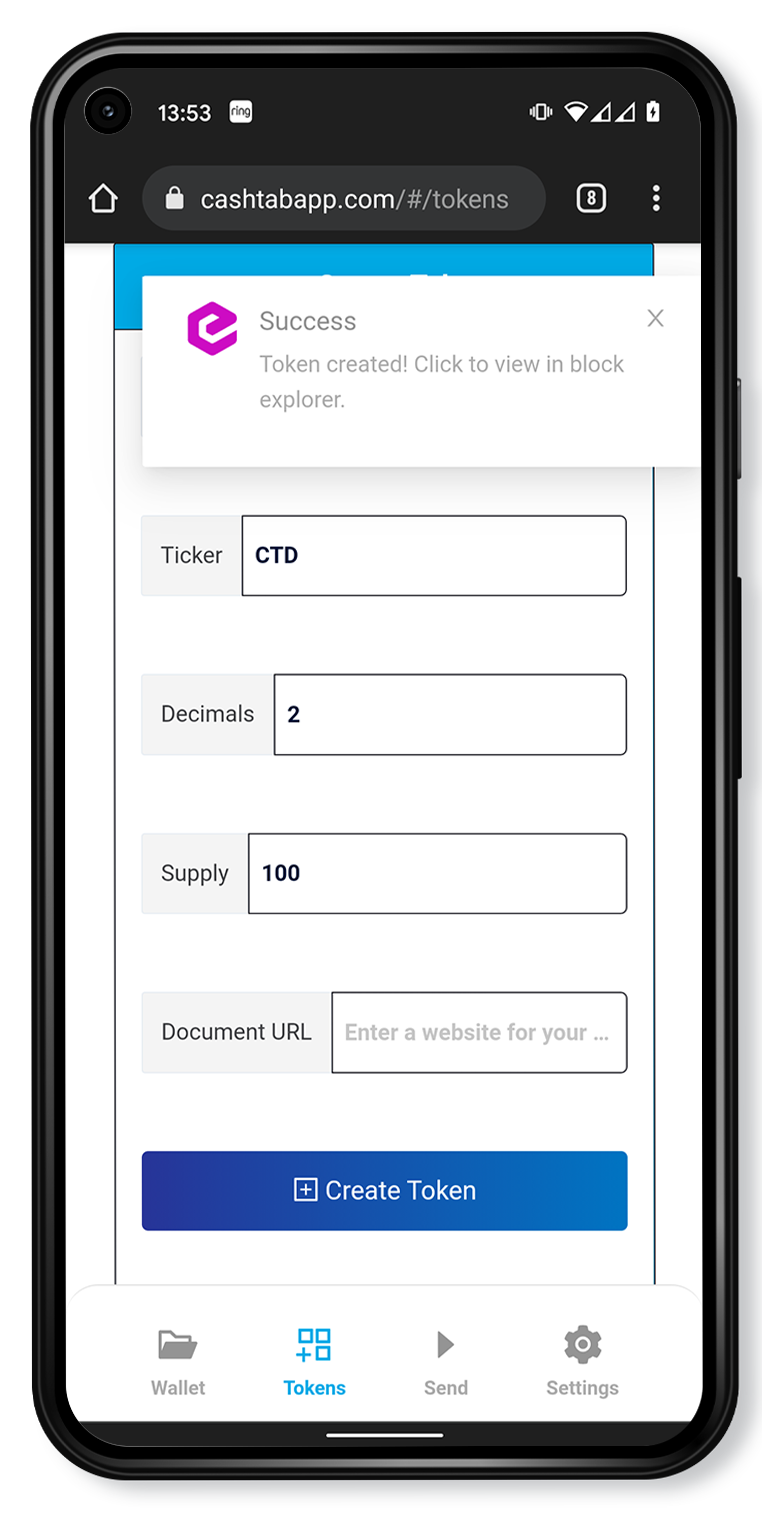 13:53
ring
cashtabapp.com/#/tokens
8
Success
Token created! Click to view in block
explorer.
Ticker
CTD
Decimals
2
Supply
100
Document URL
Enter a website for your ...
Create Token
Wallet
Tokens
Send
Settings